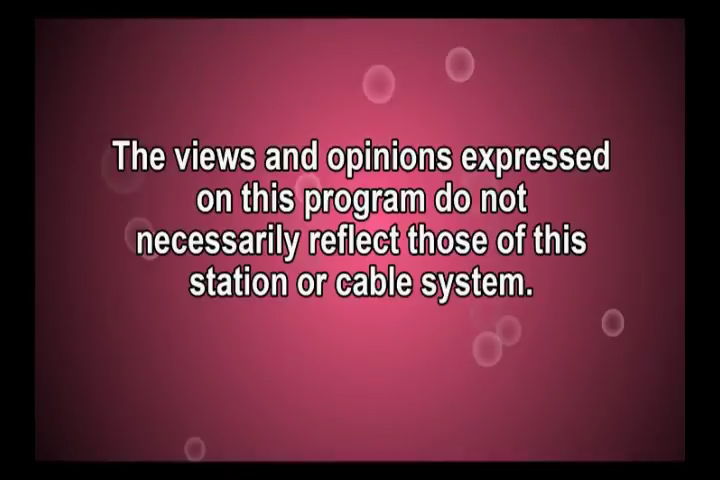 The views and opinions expressed
on this program do not
necessarily reflect those of this
station or cable system.